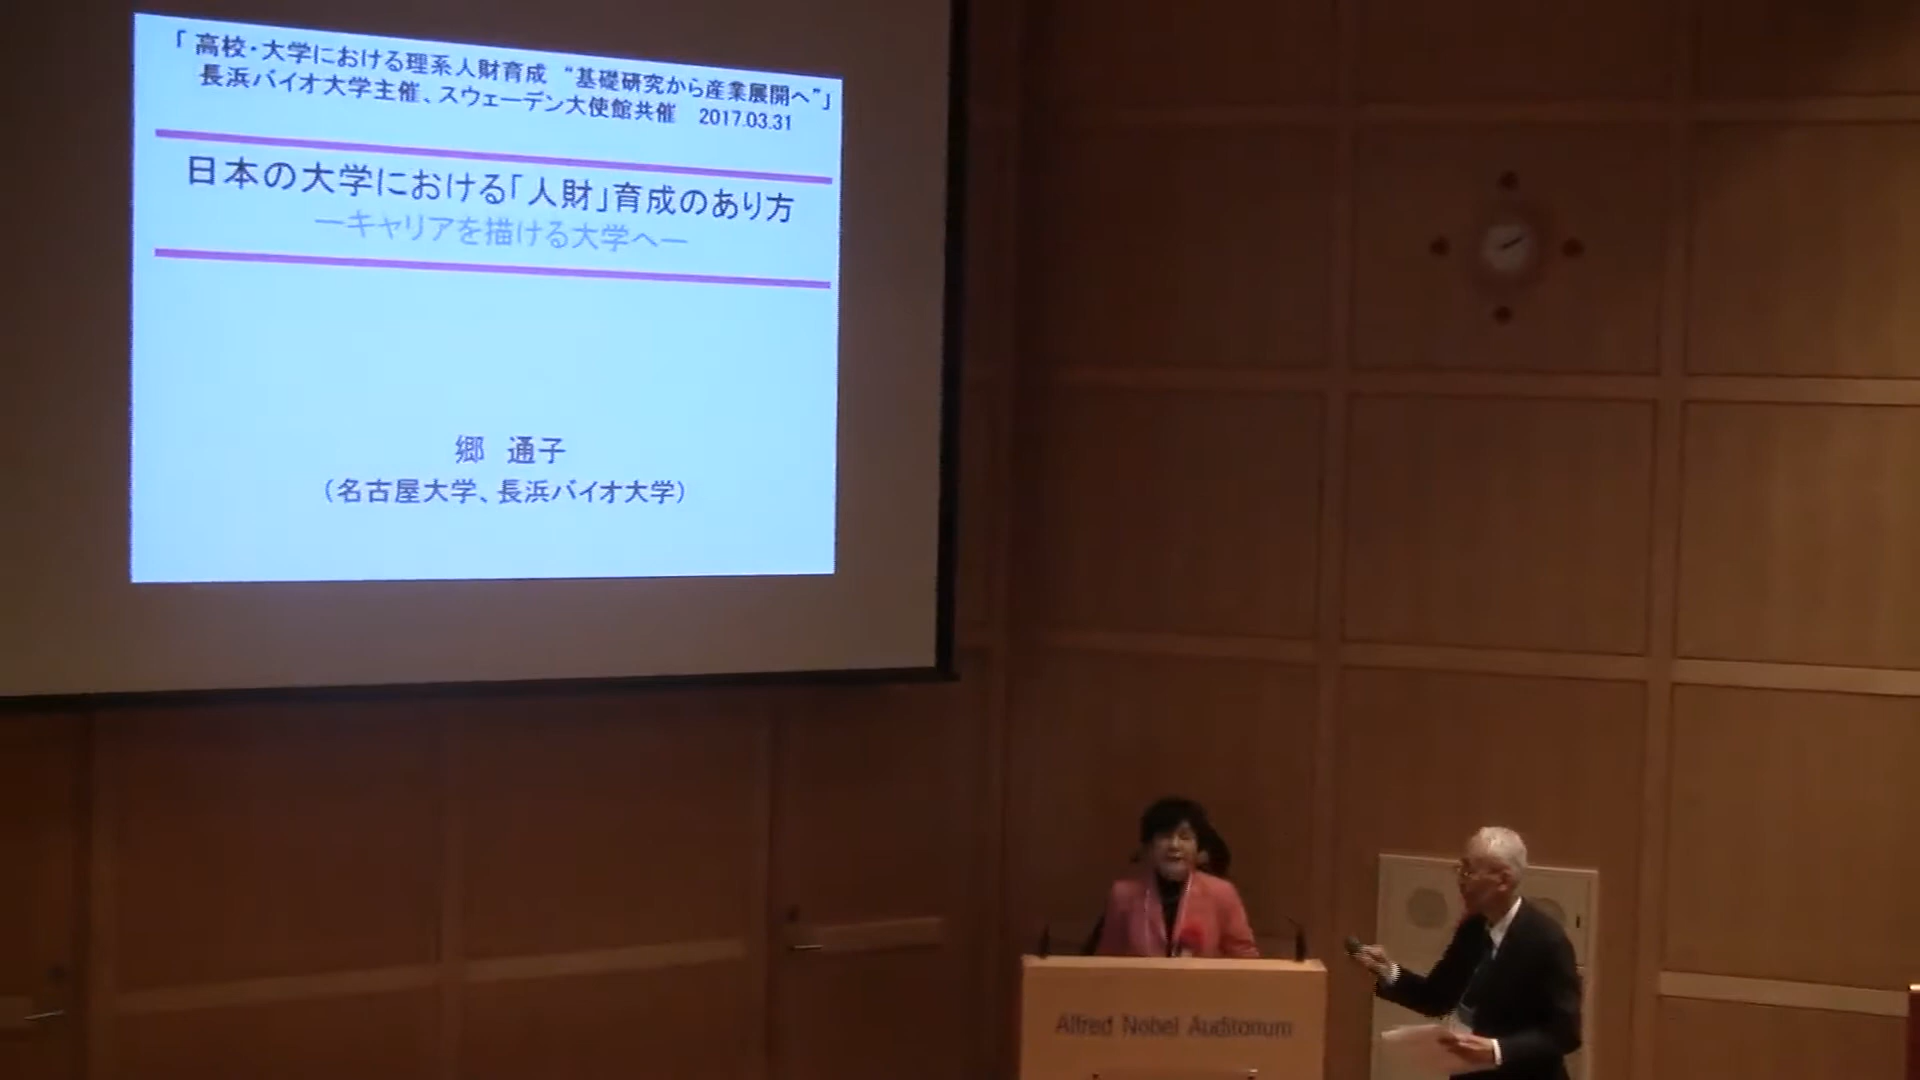 「 高校・大学における理系人財育成 “基礎研究から産業展開へ”」
長浜バイオ大学主催、スウェーデン大使館共催 2017.03.31
日本の大学における「人財」育成のあり方
ーキャリアを描ける大学へー
郷 通子
（名古屋大学、長浜バイオ大学）
Alfred Nobel Auditorium